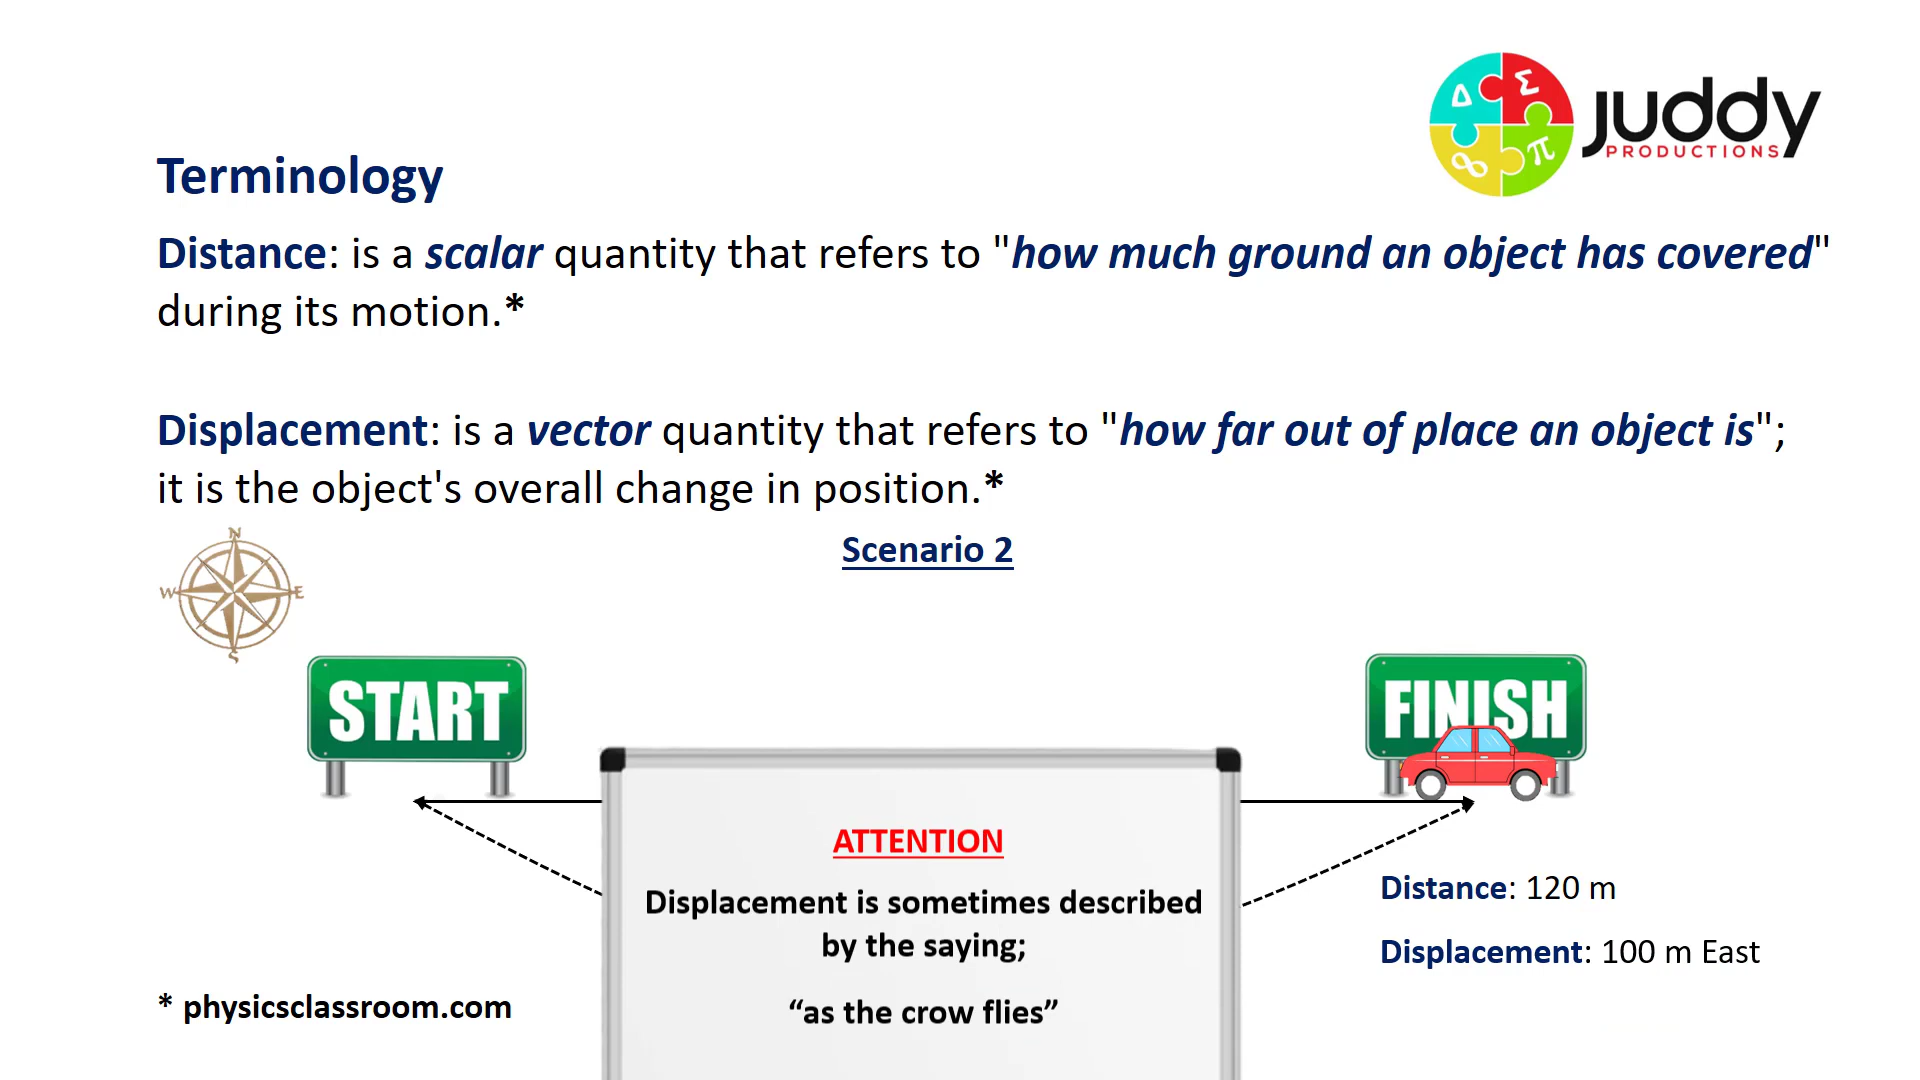 Δ Σ
∞ π
juddy
PRODUCTIONS
Terminology
Distance: is a scalar quantity that refers to "how much ground an object has covered"
during its motion.*
Displacement: is a vector quantity that refers to "how far out of place an object is";
it is the object's overall change in position.*
Scenario 2
N
W E
S
START
FINISH
ATTENTION
Displacement is sometimes described
by the saying;
“as the crow flies”
Distance: 120 m
Displacement: 100 m East
* physicsclassroom.com